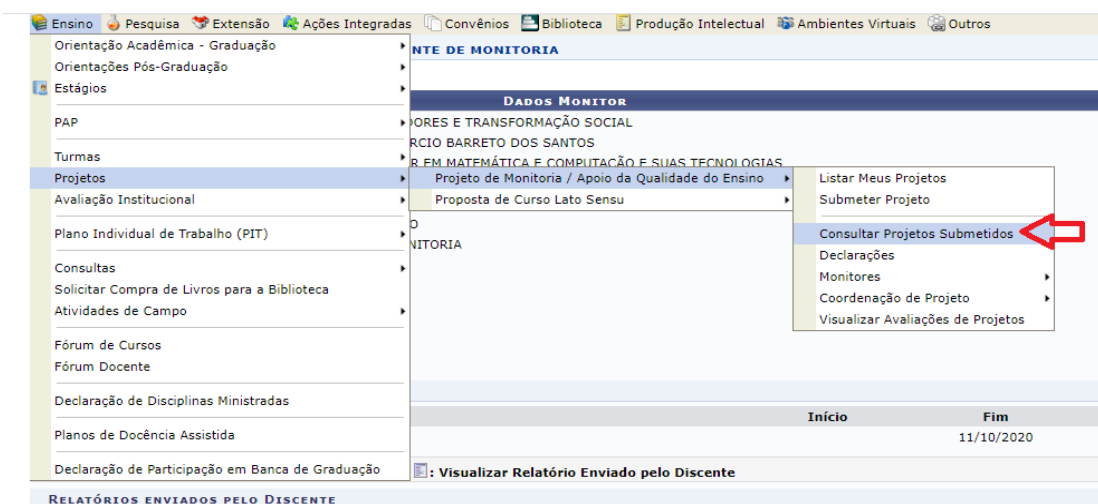 Ensino Pesquisa Extensão Ações Integradas Convênios Biblioteca Produção Intelectual Ambientes Virtuais Outros
Orientação Acadêmica - Graduação
NTE DE MONITORIA
Orientações Pós-Graduação
Estágios
DADOS MONITOR
PAP
ORES E TRANSFORMAÇÃO SOCIAL
RCIO BARRETO DOS SANTOS
Turmas
R EM MATEMÁTICA E COMPUTAÇÃO E SUAS TECNOLOGIAS
Projetos
Projeto de Monitoria / Apoio da Qualidade do Ensino
Listar Meus Projetos
Avaliação Institucional
Proposta de Curso Lato Sensu
Submeter Projeto
O
Plano Individual de Trabalho (PIT)
Consultar Projetos Submetidos
NITORIA
Declarações
Consultas
Monitores
Solicitar Compra de Livros para a Biblioteca
Coordenação de Projeto
Atividades de Campo
Visualizar Avaliações de Projetos
Fórum de Cursos
Fórum Docente
Declaração de Disciplinas Ministradas
Início Fim
Planos de Docência Assistida
11/10/2020
Declaração de Participação em Banca de Graduação
: Visualizar Relatório Enviado pelo Discente
RELATÓRIOS ENVIADOS PELO DISCENTE